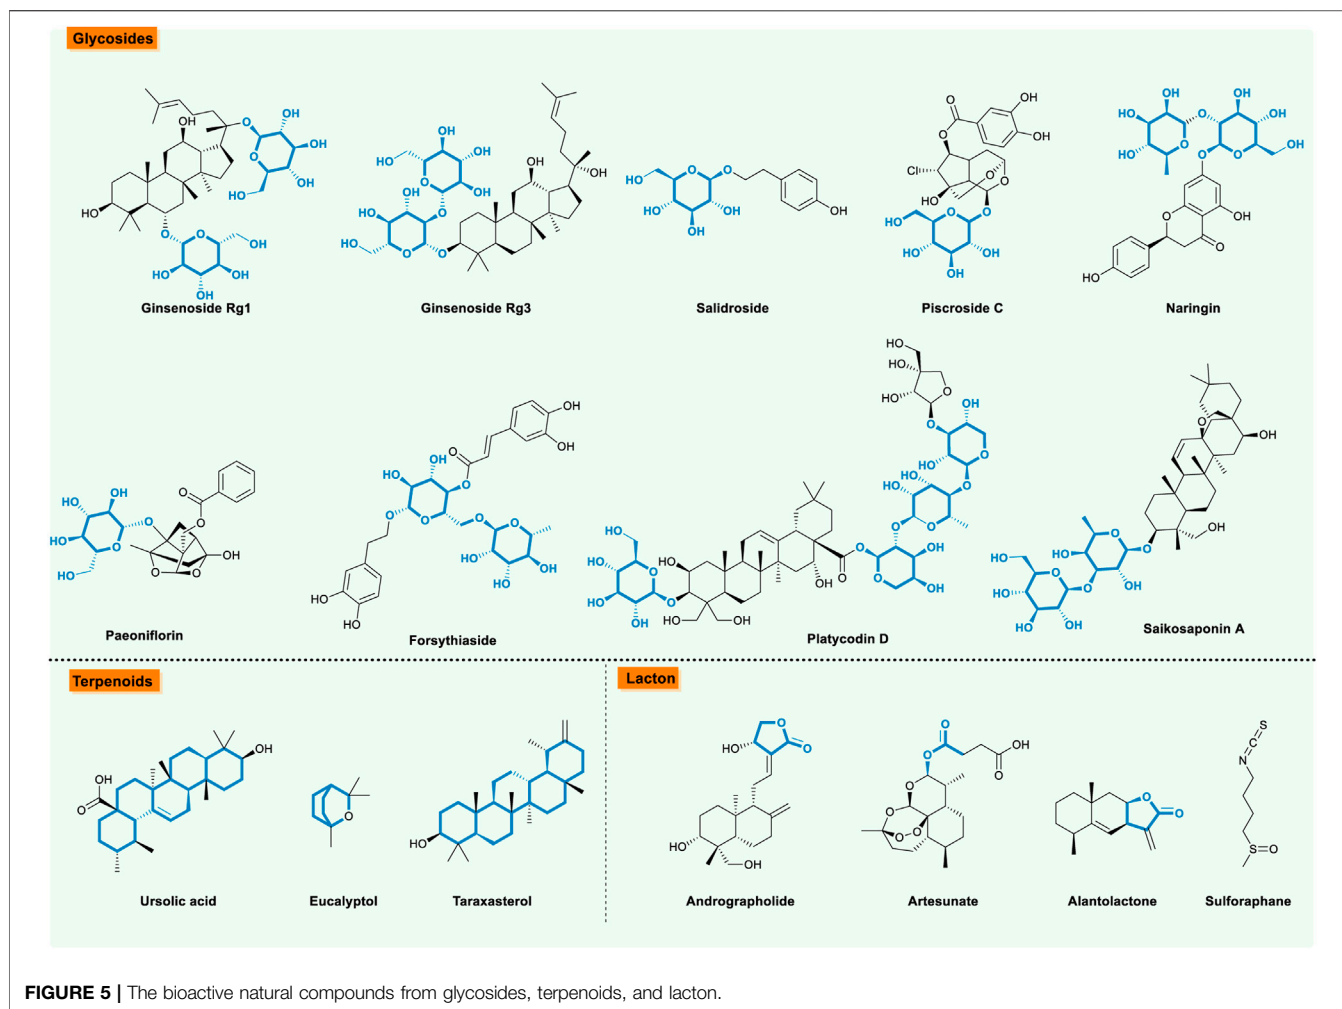 Glycosides
Ginsenoside Rg1
Ginsenoside Rg3
Salidroside
Piscroside C
Naringin
Paeoniflorin
Forsythiaside
Platycodin D
Saikosaponin A
Terpenoids
Lacton
Ursolic acid
Eucalyptol
Taraxasterol
Andrographolide
Artesunate
Alantolactone
Sulforaphane
FIGURE 5 | The bioactive natural compounds from glycosides, terpenoids, and lacton.